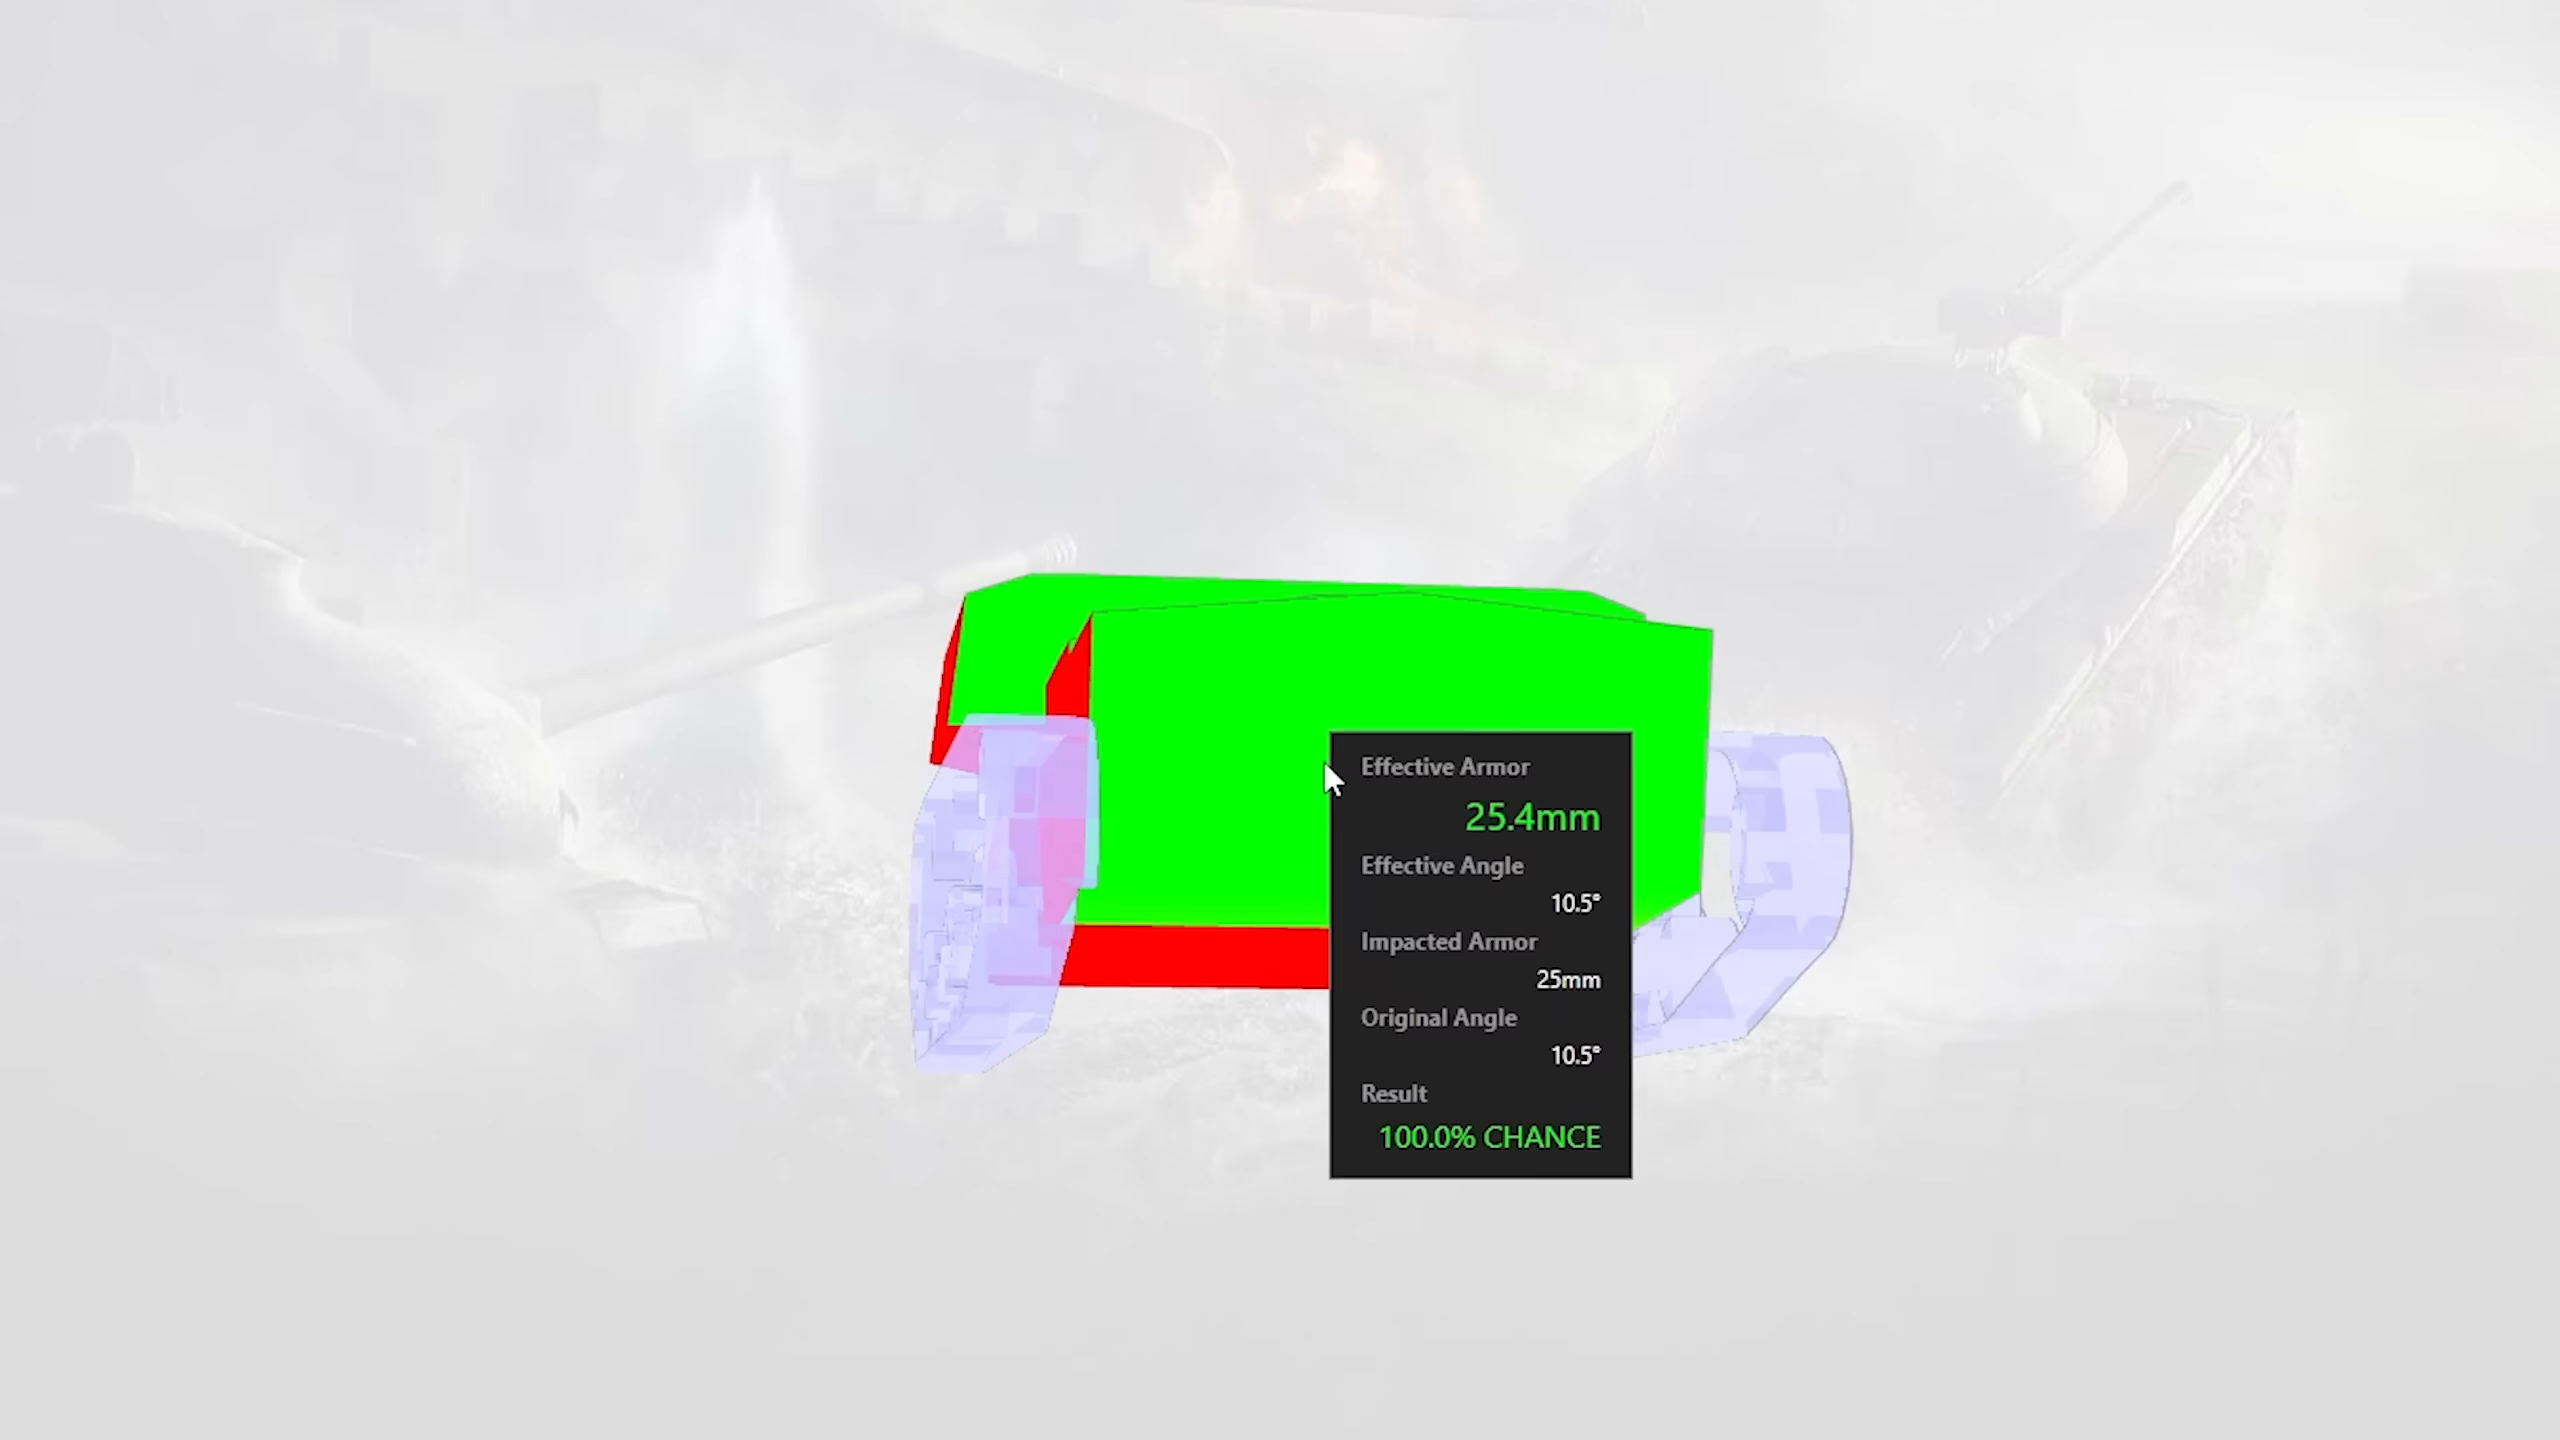 Effective Armor
25.4mm
Effective Angle
10.5°
Impacted Armor
25mm
Original Angle
10.5°
Result
100.0% CHANCE